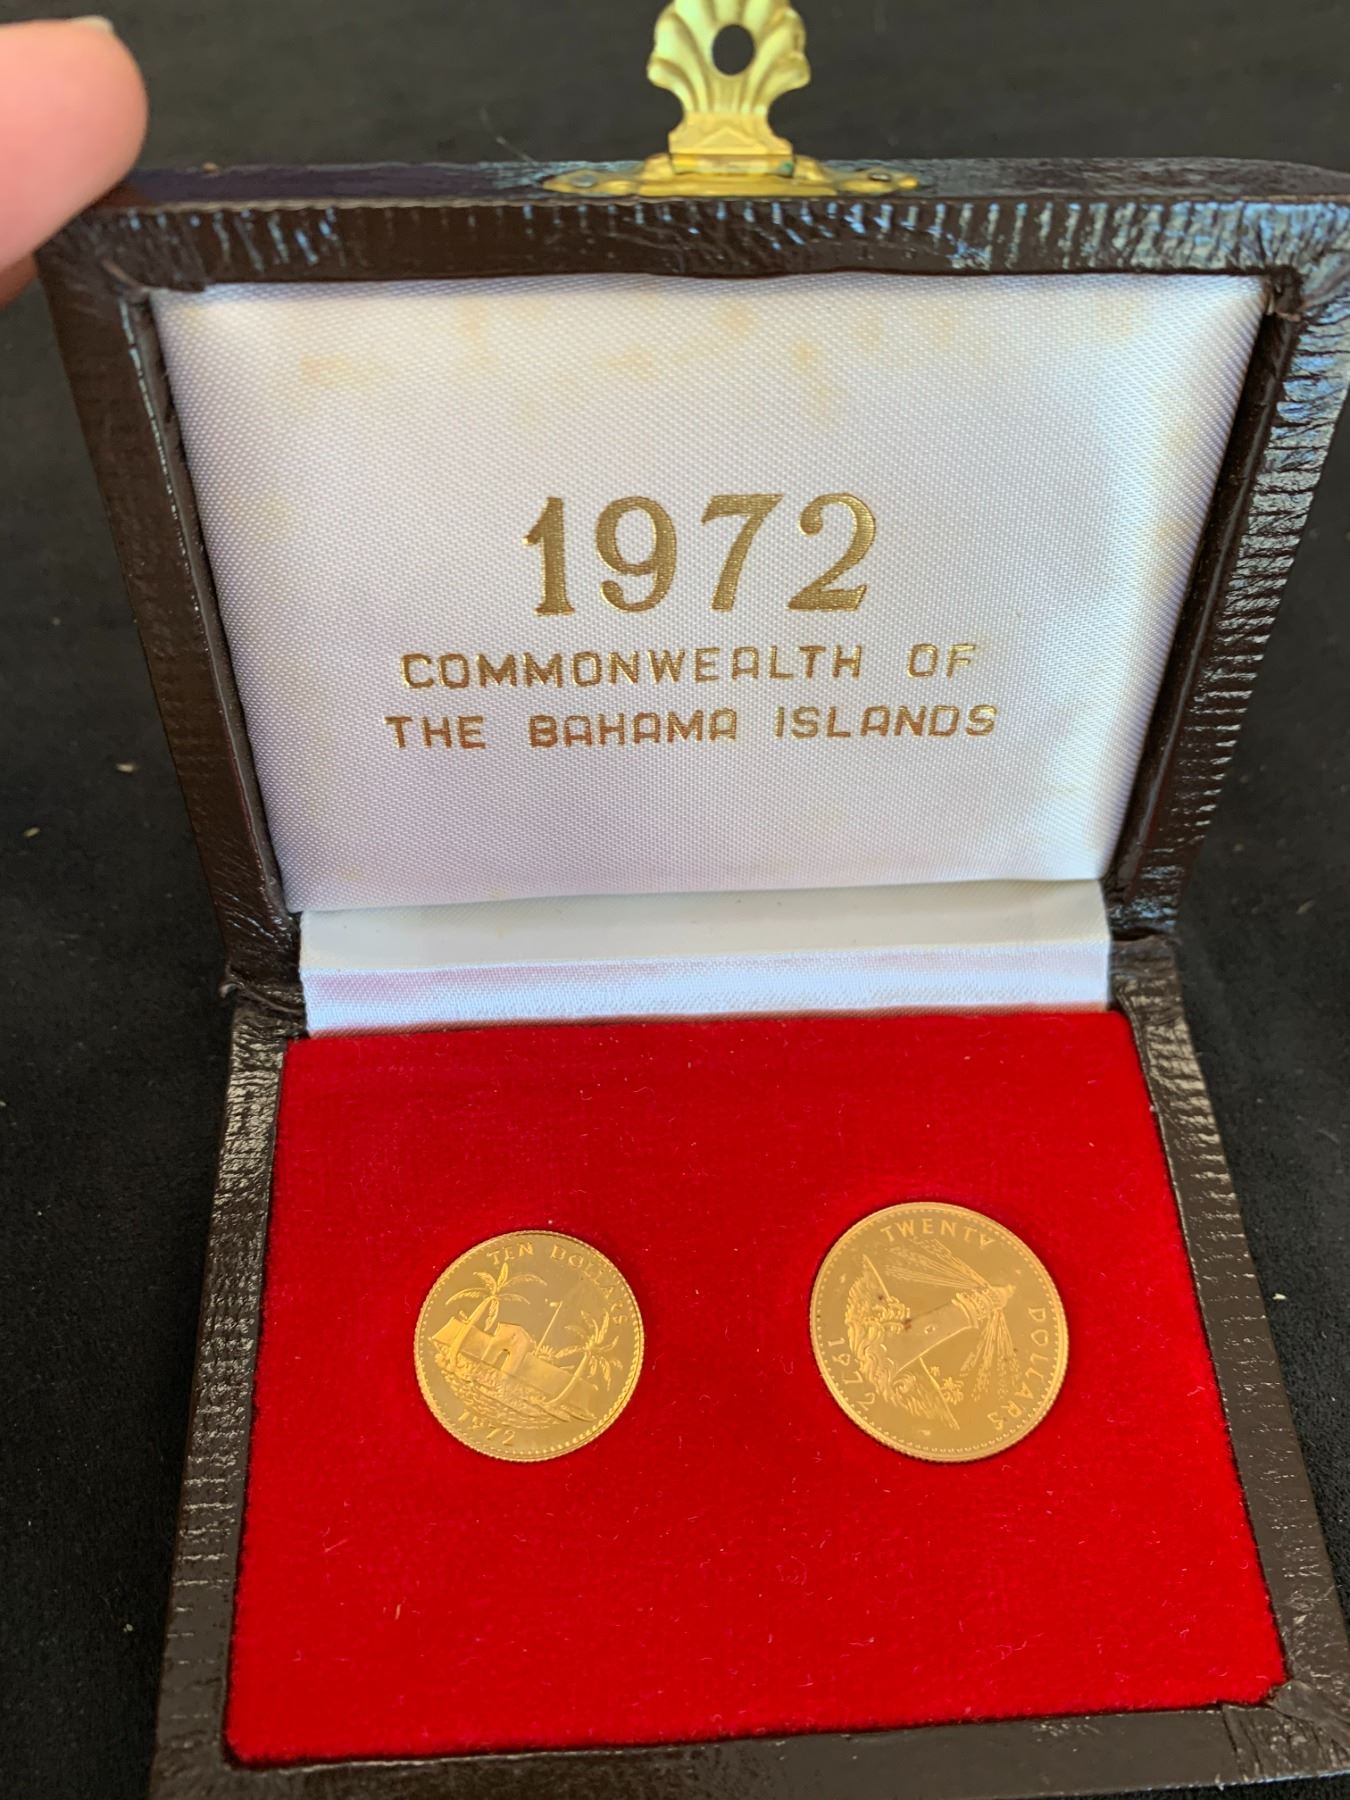 1972
COMMONWEALTH OF
THE BAHAMA ISLANDS
TEN DOLLARS
1972
TWENTY DOLLARS
1972